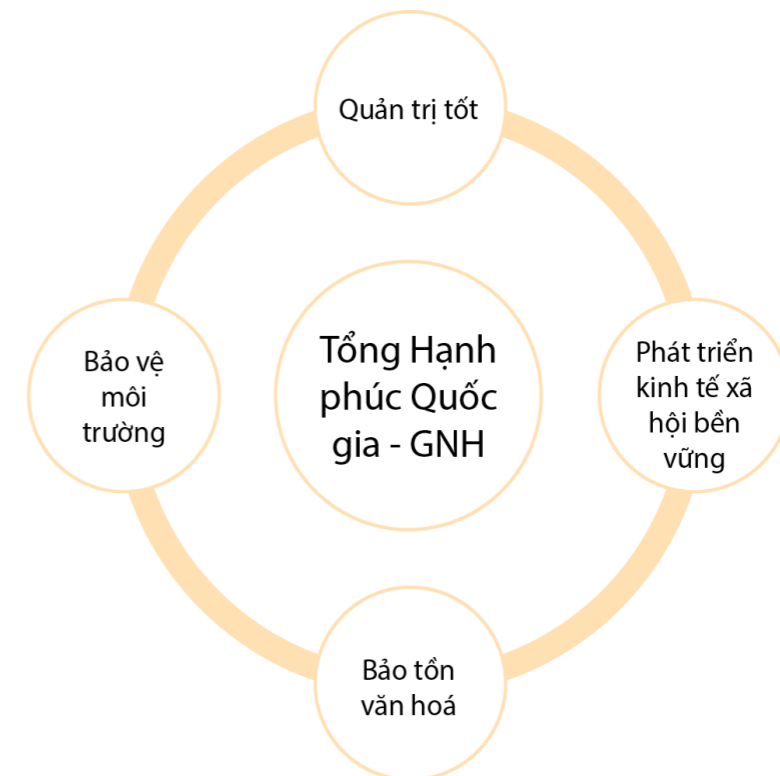 Quản trị tốt
Tổng Hạnh
phúc Quốc
gia - GNH
Bảo vệ
môi
trường
Phát triển
kinh tế xã
hội bền
vững
Bảo tồn
văn hoá